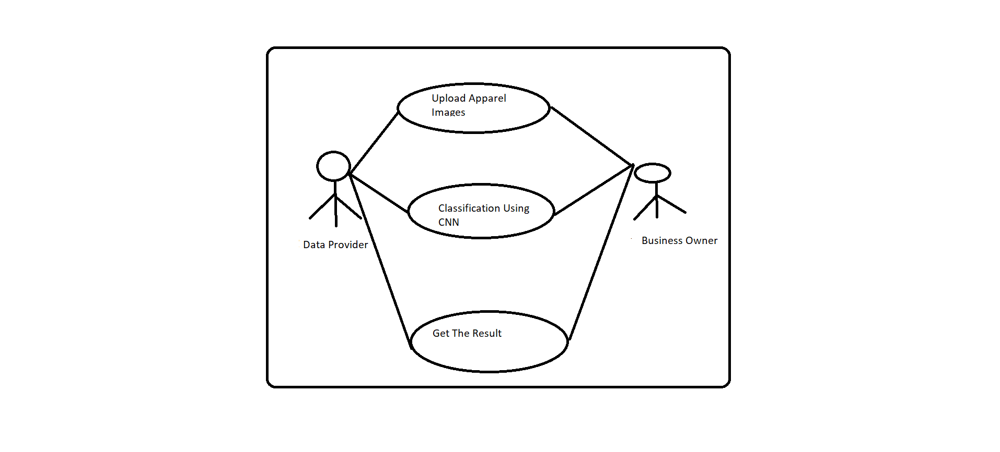 Upload Apparel
Images
Classification Using
CNN
Data Provider
Business Owner
Get The Result